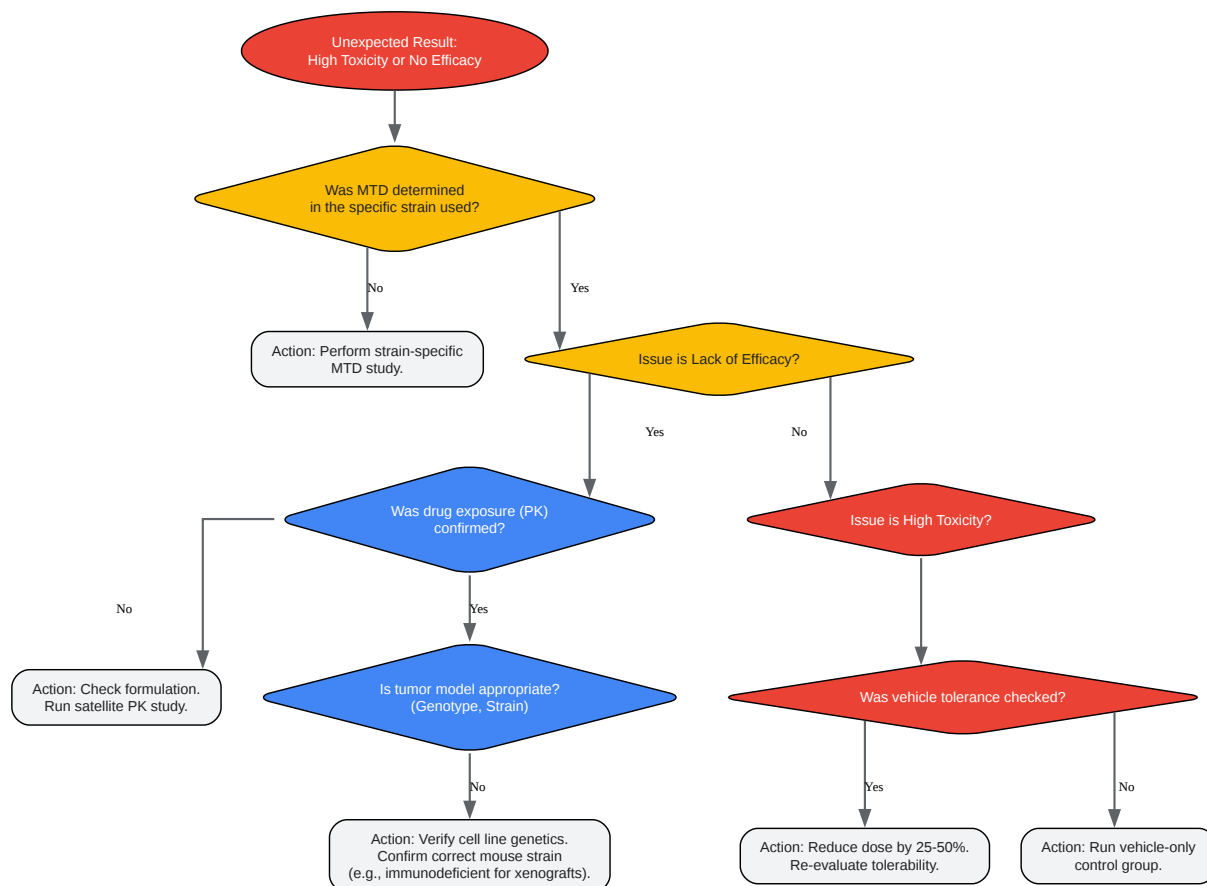 Unexpected Result:
High Toxicity or No Efficacy
Was MTD determined
in the specific strain used?
No
Yes
Action: Perform strain-specific
MTD study.
Issue is Lack of Efficacy?
Yes
No
Was drug exposure (PK)
confirmed?
Issue is High Toxicity?
No
Yes
Action: Check formulation.
Run satellite PK study.
Is tumor model appropriate?
(Genotype, Strain)
Was vehicle tolerance checked?
No
Yes
No
Action: Verify cell line genetics.
Confirm correct mouse strain
(e.g., immunodeficient for xenografts).
Action: Reduce dose by 25-50%.
Re-evaluate tolerability.
Action: Run vehicle-only
control group.